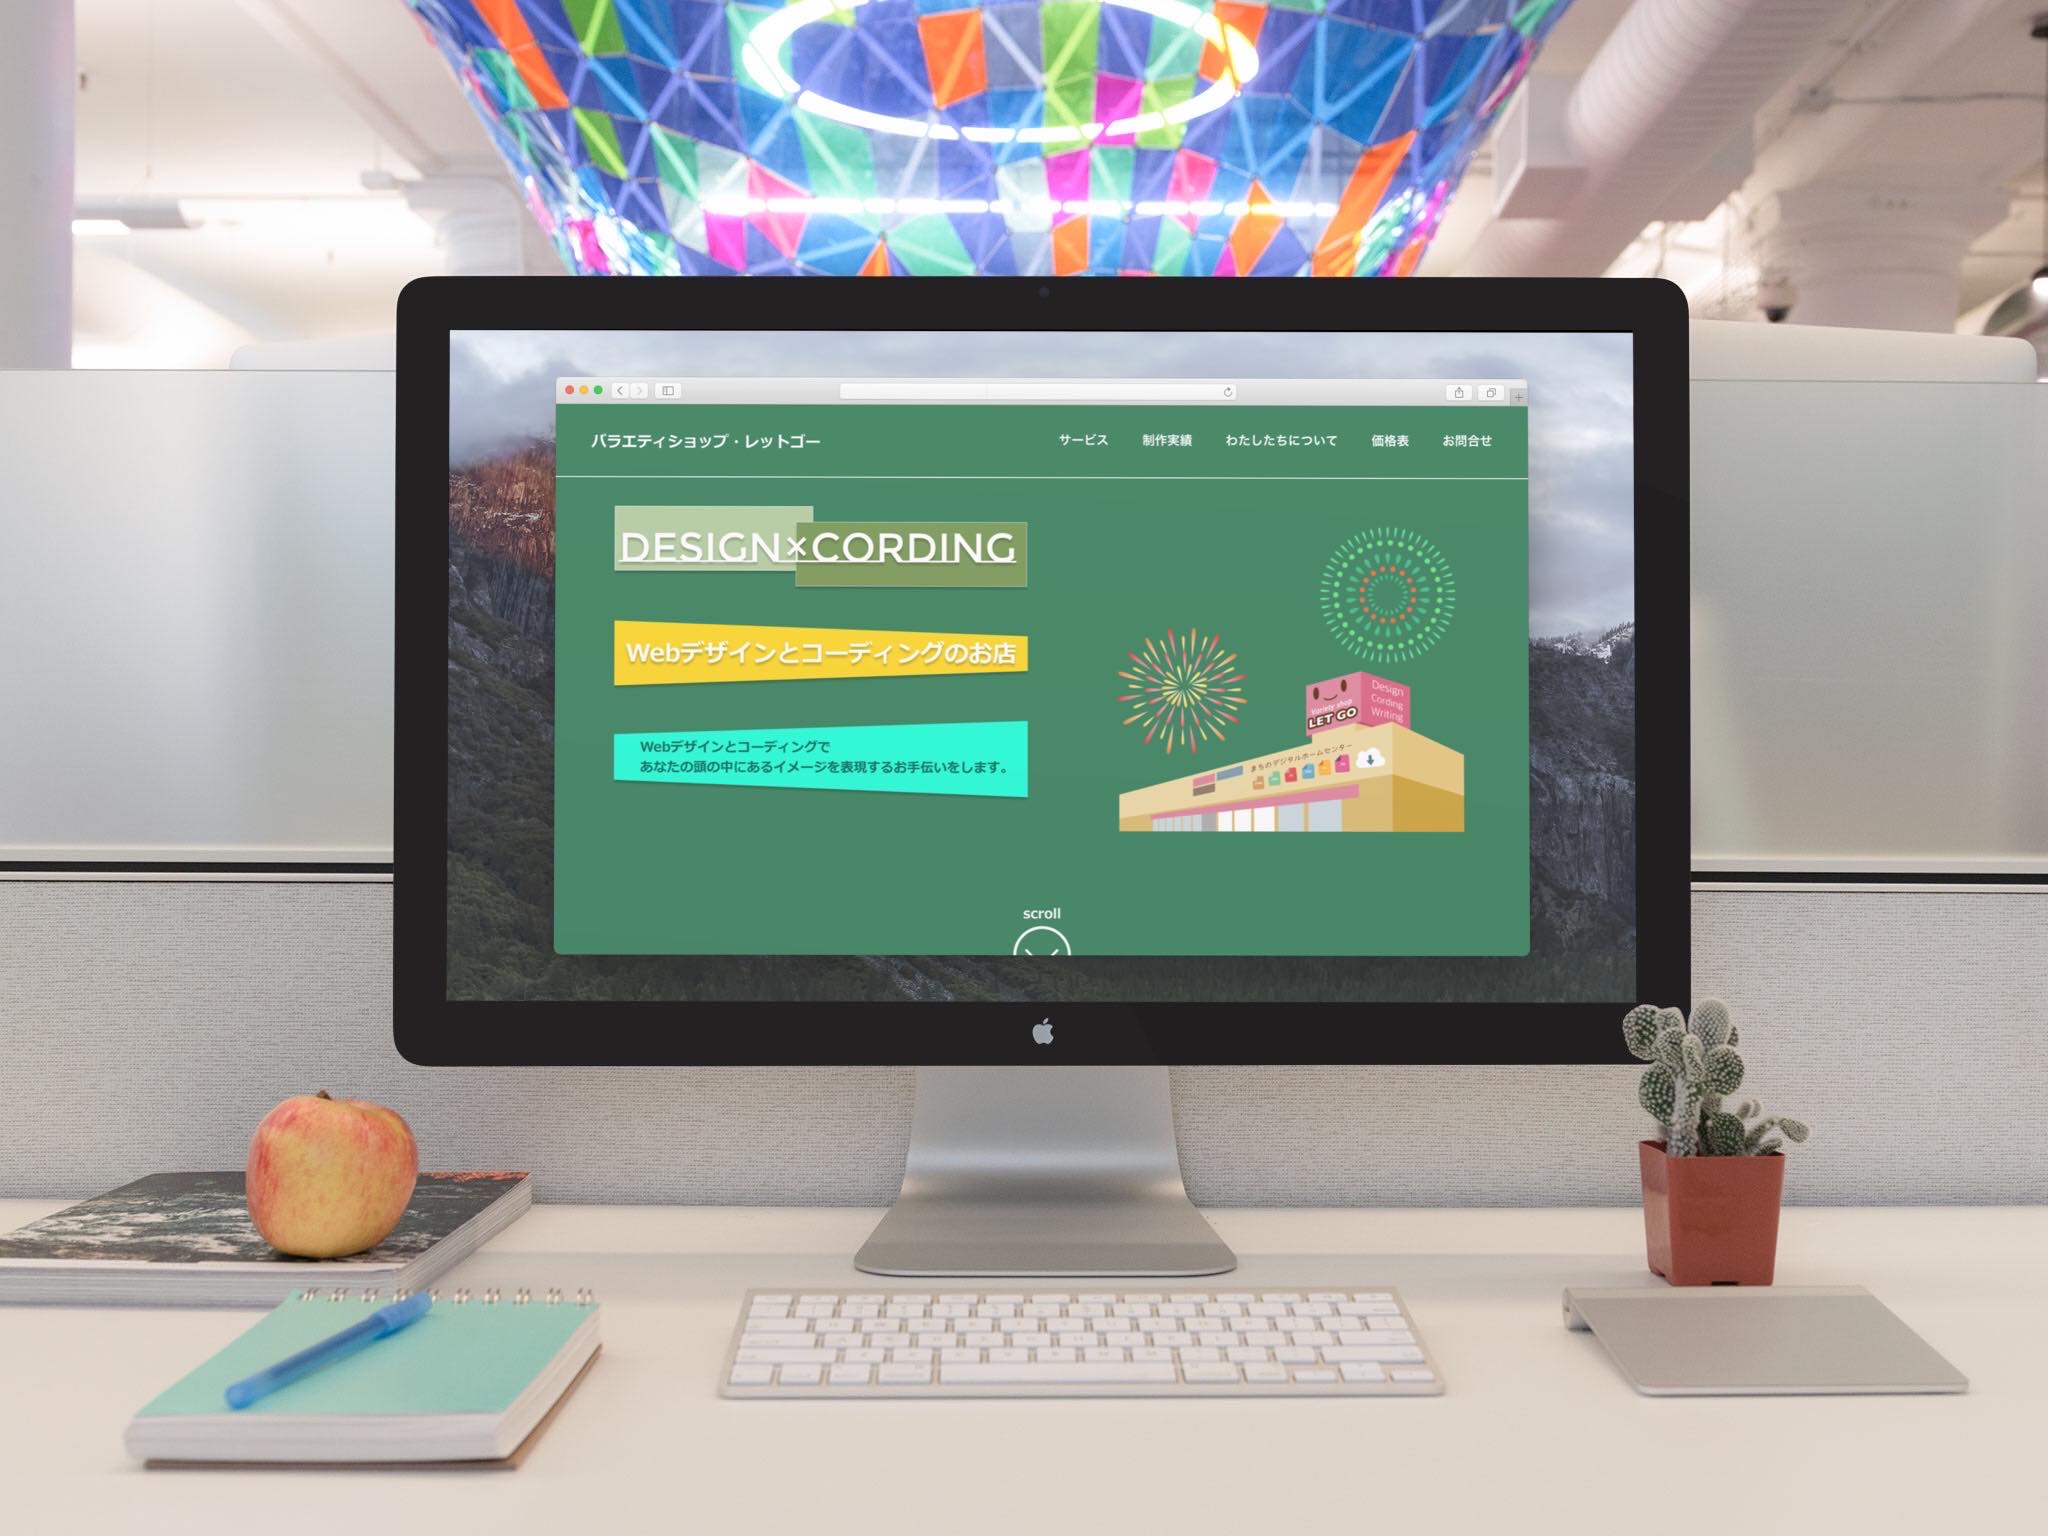 バラエティショップ・レットゴー
サービス 制作実績 わたしたちについて 価格表 お問合せ
DESIGN×CORDING
Webデザインとコーディングのお店
Webデザインとコーディングで
あなたの頭の中にあるイメージを表現するお手伝いをします。
Variety shop
LET GO
Design
Cording
Writing
まちのデジタルホームセンター
scroll